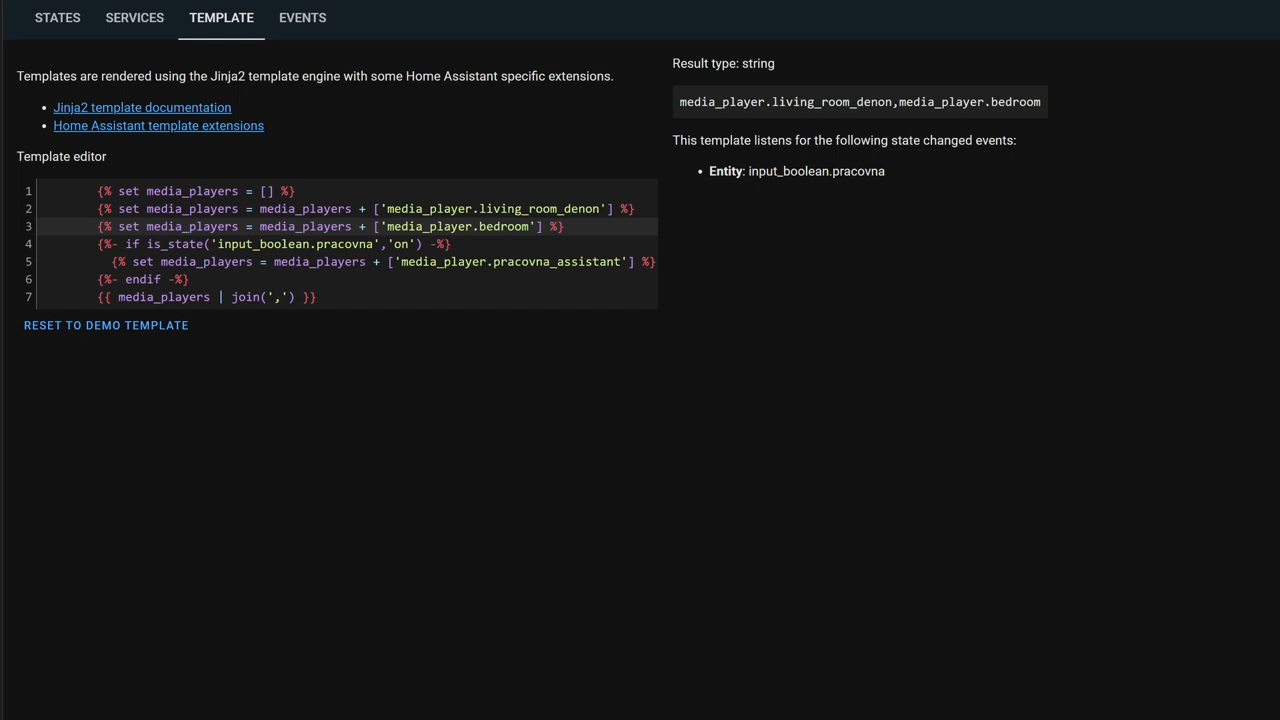 STATES SERVICES TEMPLATE EVENTS
Templates are rendered using the Jinja2 template engine with some Home Assistant specific extensions.
• Jinja2 template documentation
• Home Assistant template extensions
Template editor
1 {% set media_players = [] %}
2 {% set media_players = media_players + ['media_player.living_room_denon'] %}
3 {% set media_players = media_players + ['media_player.bedroom'] %}
4 {%- if is_state('input_boolean.pracovna','on') -%}
5 {% set media_players = media_players + ['media_player.pracovna_assistant'] %}
6 {%- endif -%}
7 {{ media_players | join(',') }}
RESET TO DEMO TEMPLATE
Result type: string
media_player.living_room_denon,media_player.bedroom
This template listens for the following state changed events:
• Entity: input_boolean.pracovna